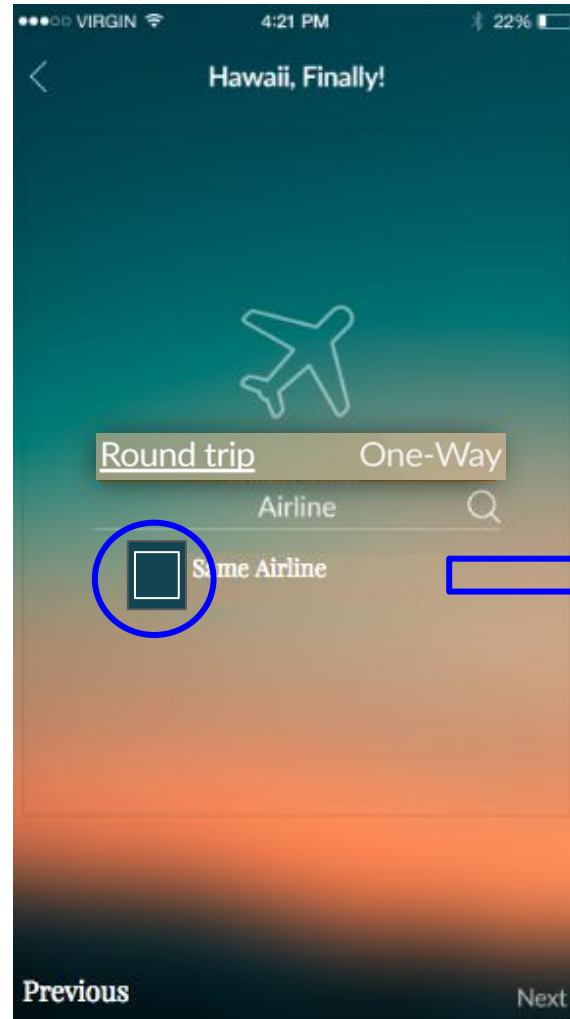 VIRGIN 4:21 PM 22%
Hawaii, Finally!
Round trip One-Way
Airline
Same Airline
Previous Next